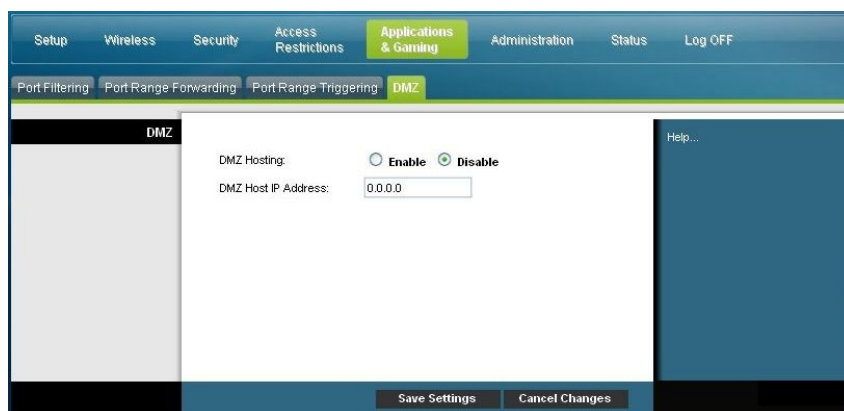 Setup Wireless Security Access Restrictions Applications & Gaming Administration Status Log OFF
Port Filtering Port Range Forwarding Port Range Triggering DMZ
DMZ
Help...
DMZ Hosting: Enable Disable
DMZ Host IP Address: 0.0.0.0
Save Settings Cancel Changes